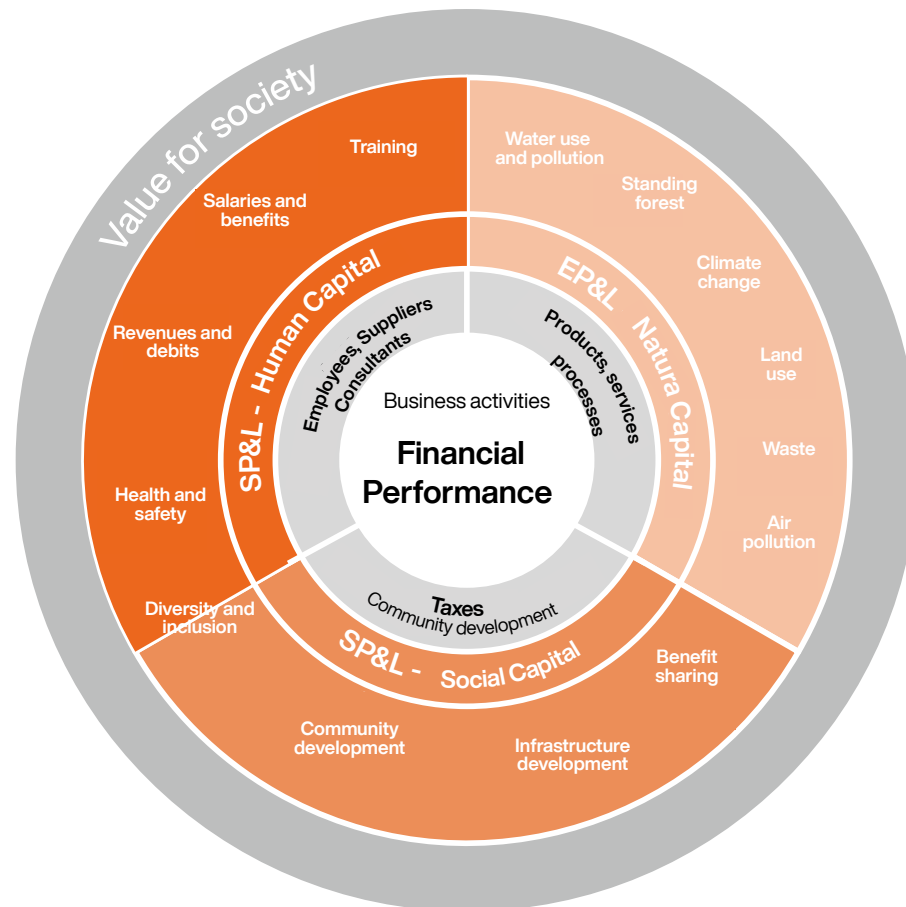 Value for society
Training
Salaries and
benefits
Revenues and
debits
Health and
safety
Diversity and
inclusion
Water use
and pollution
Standing
forest
Climate
change
Land
use
Waste
Air
pollution
Benefit
sharing
Infrastructure
development
Community
development
SP&L - Human Capital
EP&L Natura Capital
SP&L - Social Capital
Employees, Suppliers
Consultants
Products, services
processes
Taxes
Community development
Business activities
Financial
Performance